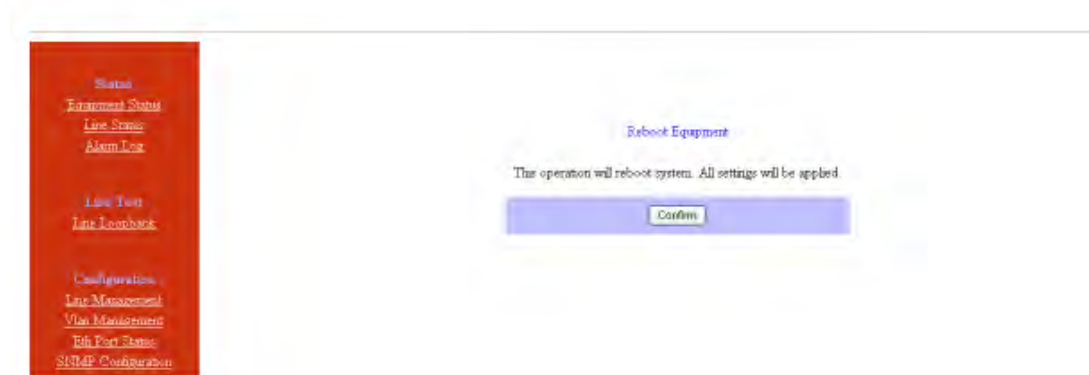 Status
Equipment Status
Line Status
Alarm Log
Line Test
Line Loopback
Configuration
Line Management
Vlan Management
Eth Port Status
SNMP Configuration
Reboot Equipment
This operation will reboot system. All settings will be applied.
Confirm